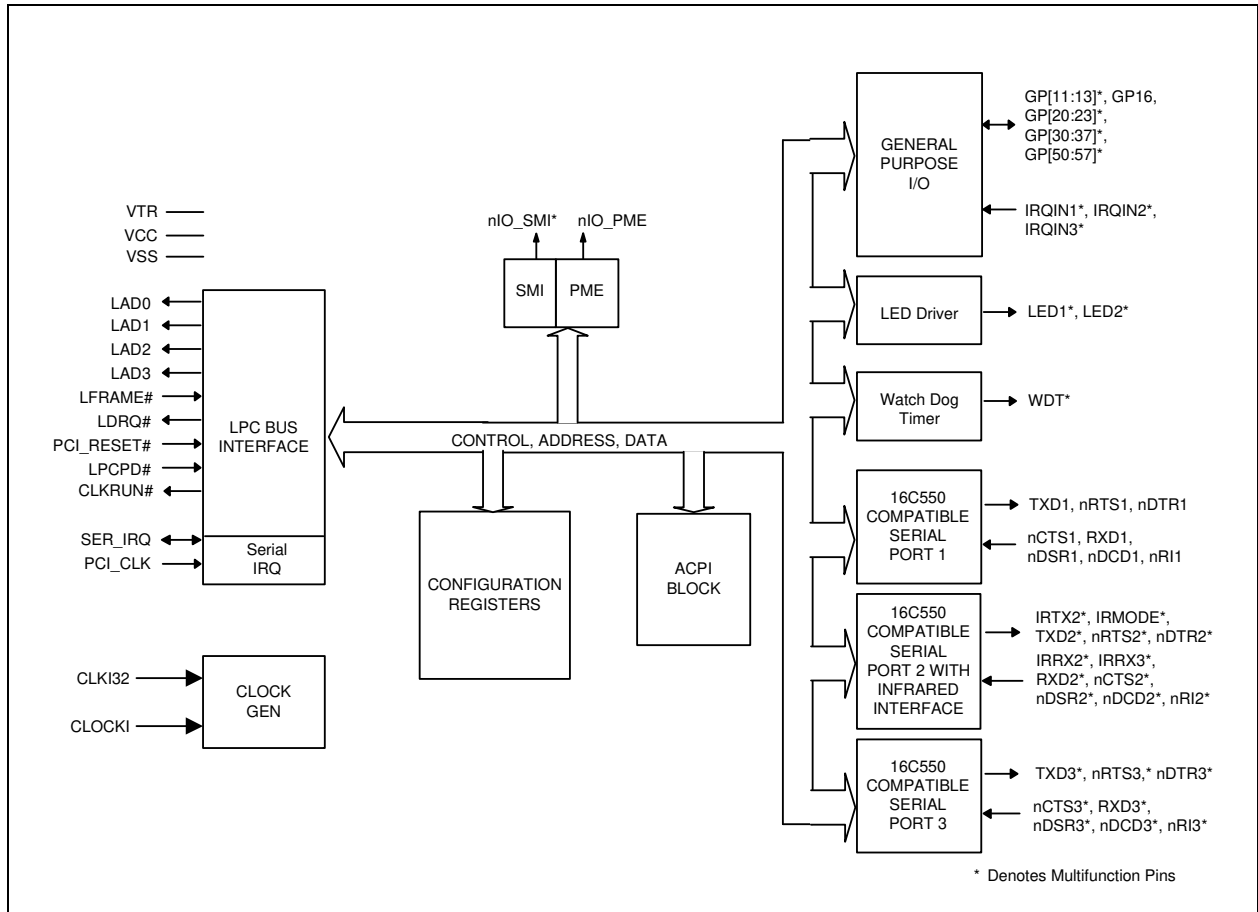 VTR
VCC
VSS
LAD0
LAD1
LAD2
LAD3
LFRAME#
LDRQ#
PCI_RESET#
LPCPD#
CLKRUN#
SER_IRQ
PCI_CLK
LPC BUS
INTERFACE
Serial
IRQ
CLKI32
CLOCKI
CLOCK
GEN
nIO_SMI*
nIO_PME
SMI
PME
CONTROL, ADDRESS, DATA
CONFIGURATION
REGISTERS
ACPI
BLOCK
GENERAL
PURPOSE
I/O
GP[11:13]*, GP16,
GP[20:23]*,
GP[30:37]*,
GP[50:57]*
IRQIN1*, IRQIN2*,
IRQIN3*
LED Driver
LED1*, LED2*
Watch Dog
Timer
WDT*
16C550
COMPATIBLE
SERIAL
PORT 1
TXD1, nRTS1, nDTR1
nCTS1, RXD1,
nDSR1, nDCD1, nRI1
16C550
COMPATIBLE
SERIAL
PORT 2 WITH
INFRARED
INTERFACE
IRTX2*, IRMODE*,
TXD2*, nRTS2*, nDTR2*
IRRX2*, IRRX3*,
RXD2*, nCTS2*,
nDSR2*, nDCD2*, nRI2*
16C550
COMPATIBLE
SERIAL
PORT 3
TXD3*, nRTS3,* nDTR3*
nCTS3*, RXD3*,
nDSR3*, nDCD3*, nRI3*
* Denotes Multifunction Pins